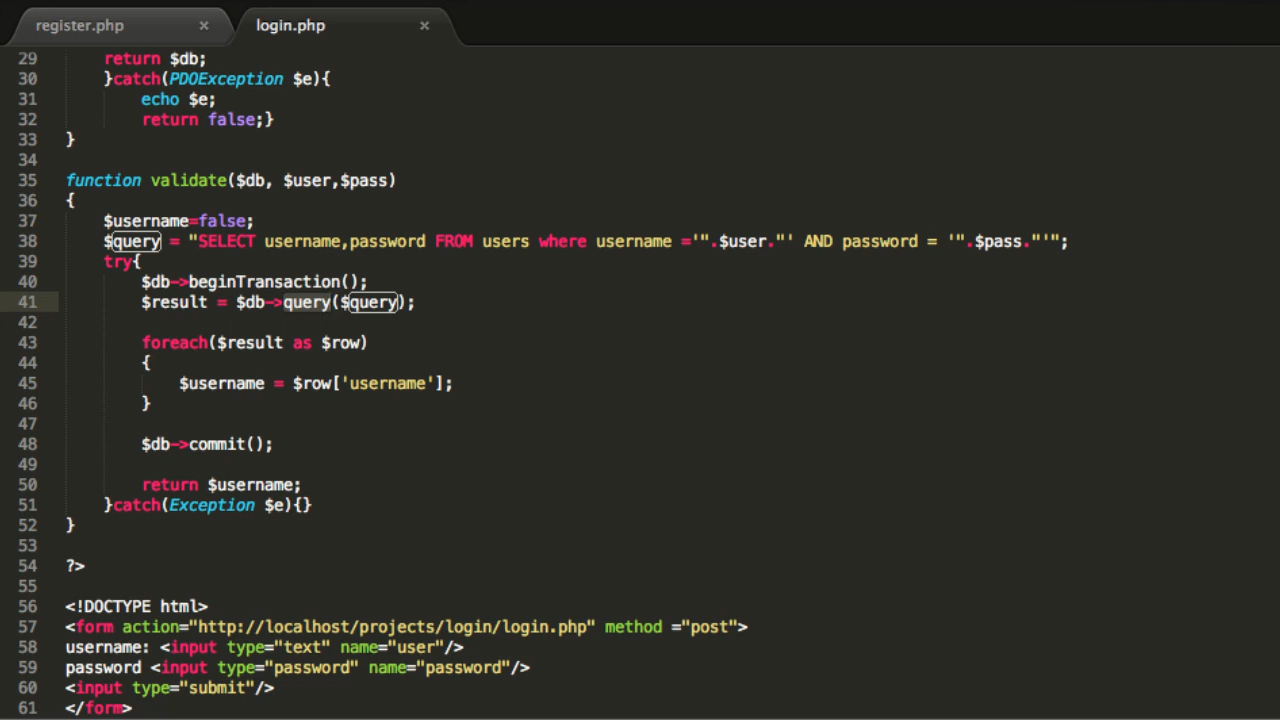 register.php × login.php ×
29 return $db;
30 }catch(PDOException $e){
31 echo $e;
32 return false;}
33 }
34
35 function validate($db, $user,$pass)
36 {
37 $username=false;
38 $query = "SELECT username,password FROM users where username ='".$user."' AND password = '".$pass."'";
39 try{
40 $db->beginTransaction();
41 $result = $db->query($query);
42
43 foreach($result as $row)
44 {
45 $username = $row['username'];
46 }
47
48 $db->commit();
49
50 return $username;
51 }catch(Exception $e){}
52 }
53
54 ?>
55
56 <!DOCTYPE html>
57 <form action="http://localhost/projects/login/login.php" method ="post">
58 username: <input type="text" name="user"/>
59 password <input type="password" name="password"/>
60 <input type="submit"/>
61 </form>